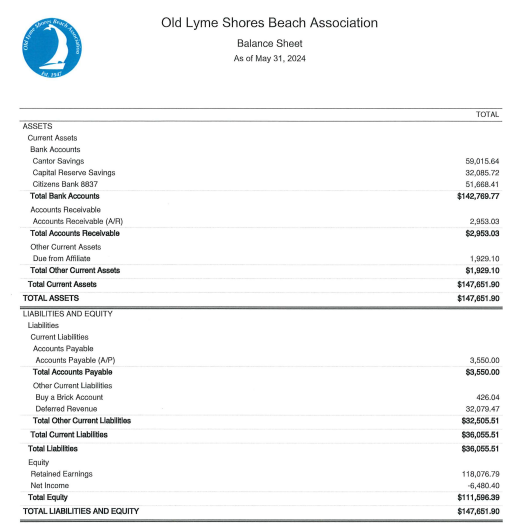 Old Lyme Shores Beach Association
Est. 1947
Old Lyme Shores Beach Association
Balance Sheet
As of May 31, 2024
TOTAL
ASSETS
Current Assets
Bank Accounts
Cantor Savings 59,015.64
Capital Reserve Savings 32,085.72
Citizens Bank 8837 51,668.41
Total Bank Accounts $142,769.77
Accounts Receivable
Accounts Receivable (A/R) 2,953.03
Total Accounts Receivable $2,953.03
Other Current Assets
Due from Affiliate 1,929.10
Total Other Current Assets $1,929.10
Total Current Assets $147,651.90
TOTAL ASSETS $147,651.90
LIABILITIES AND EQUITY
Liabilities
Current Liabilities
Accounts Payable
Accounts Payable (A/P) 3,550.00
Total Accounts Payable $3,550.00
Other Current Liabilities
Buy a Brick Account 426.04
Deferred Revenue 32,079.47
Total Other Current Liabilities $32,505.51
Total Current Liabilities $36,055.51
Total Liabilities $36,055.51
Equity
Retained Earnings 118,076.79
Net Income -6,480.40
Total Equity $111,596.39
TOTAL LIABILITIES AND EQUITY $147,651.90